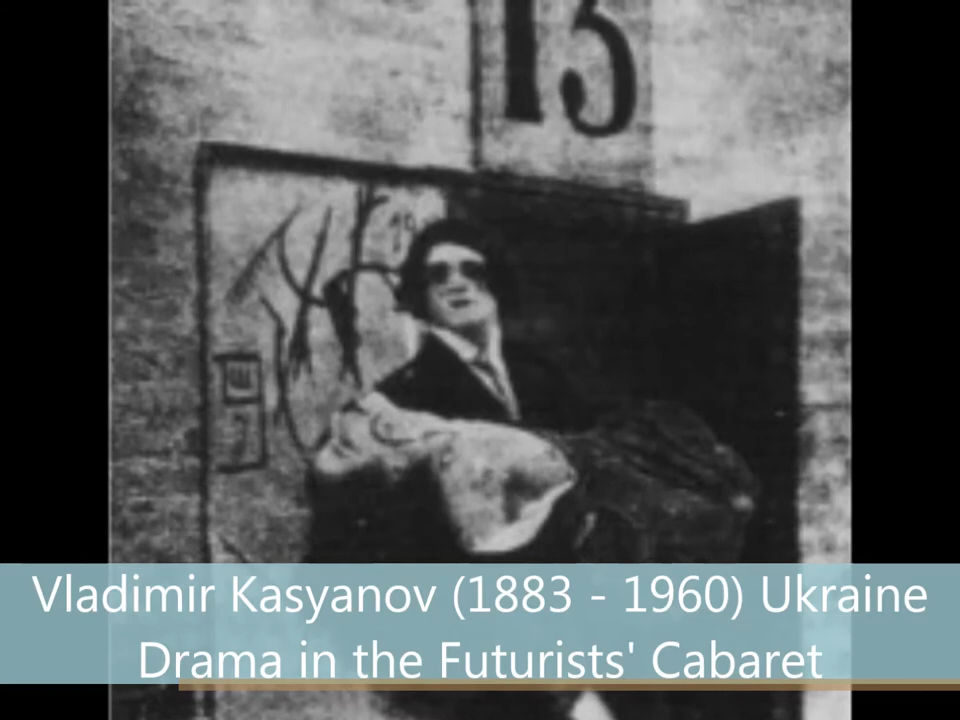 13
Vladimir Kasyanov (1883 - 1960) Ukraine
Drama in the Futurists' Cabaret